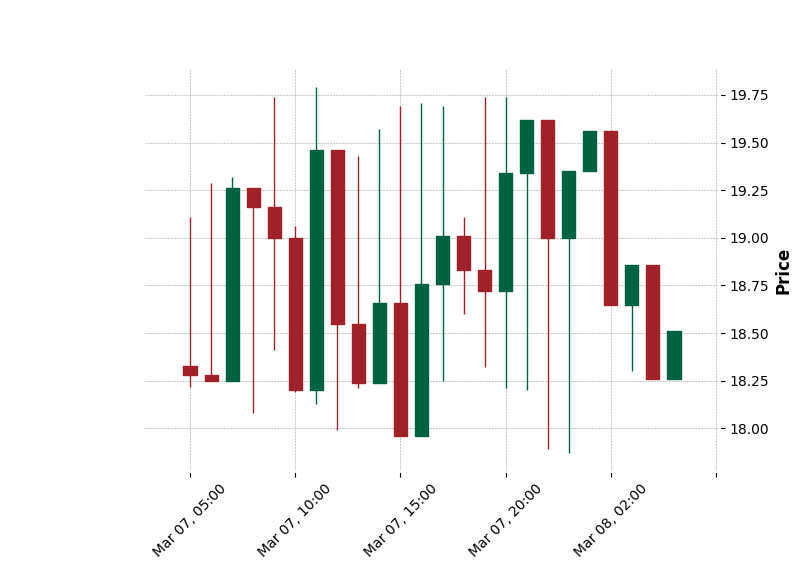 19.75
19.50
19.25
19.00
18.75
18.50
18.25
18.00
Price
Mar 07, 05:00
Mar 07, 10:00
Mar 07, 15:00
Mar 07, 20:00
Mar 08, 02:00